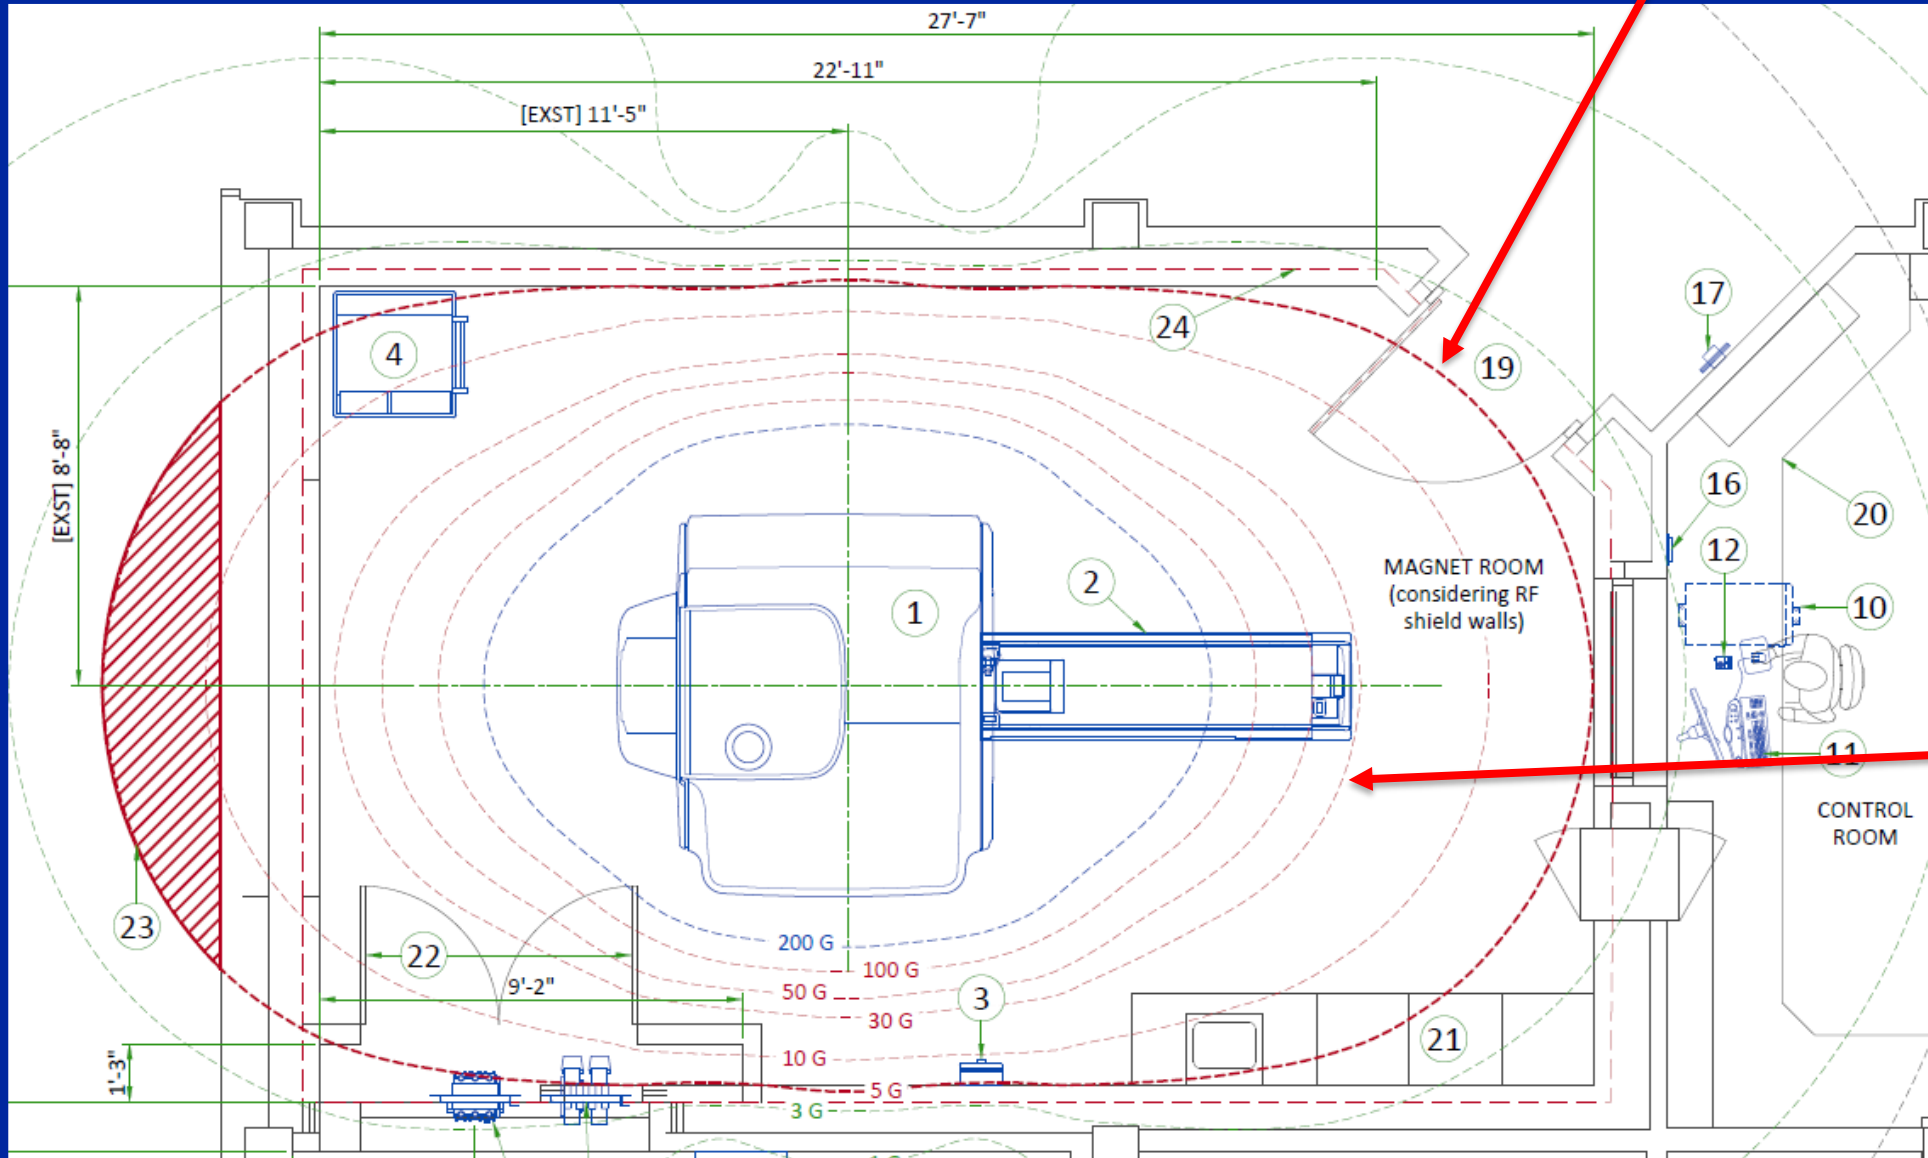 27'-7"
22'-11"
[EXST] 11'-5"
17
24
4
19
[EXST] 8'-8"
16
20
12
MAGNET ROOM
(considering RF
shield walls)
2
1
10
11
CONTROL
ROOM
23
22
200 G
100 G
9'-2"
50 G
3
30 G
21
10 G
1'-3"
5 G
3 G